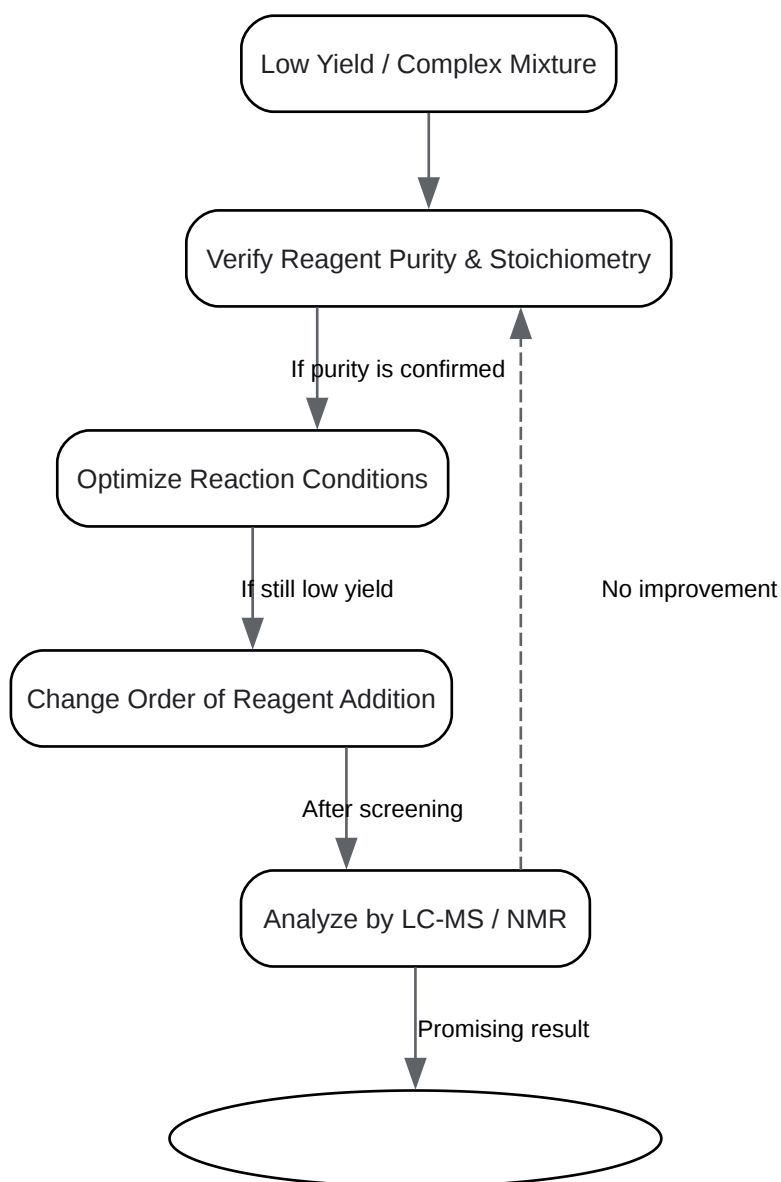 Low Yield / Complex Mixture
Verify Reagent Purity & Stoichiometry
If purity is confirmed
Optimize Reaction Conditions
If still low yield
No improvement
Change Order of Reagent Addition
After screening
Analyze by LC-MS / NMR
Promising result